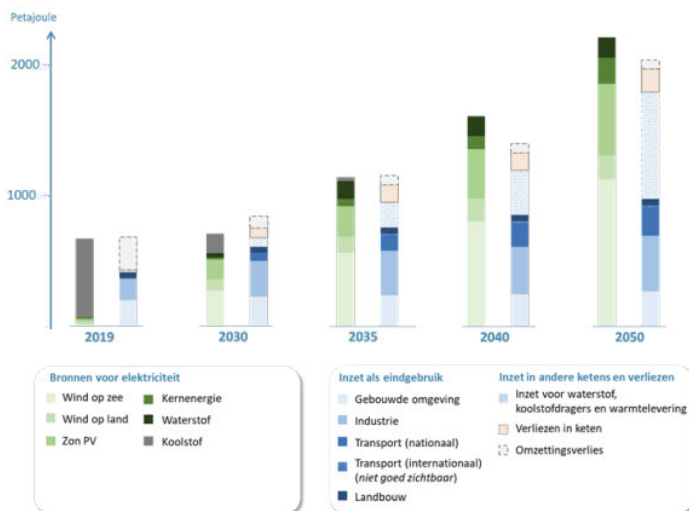 Petajoule
2000
1000
2019
2030
2035
2040
2050
Bronnen voor elektriciteit
Wind op zee
Wind op land
Zon PV
Kernenergie
Waterstof
Koolstof
Inzet als eindgebruik
Gebouwde omgeving
Industrie
Transport (nationaal)
Transport (internationaal)
(niet goed zichtbaar)
Landbouw
Inzet in andere ketens en verliezen
Inzet voor waterstof,
koolstofdragers en warmtelevering
Verliezen in keten
Omzettingsverlies